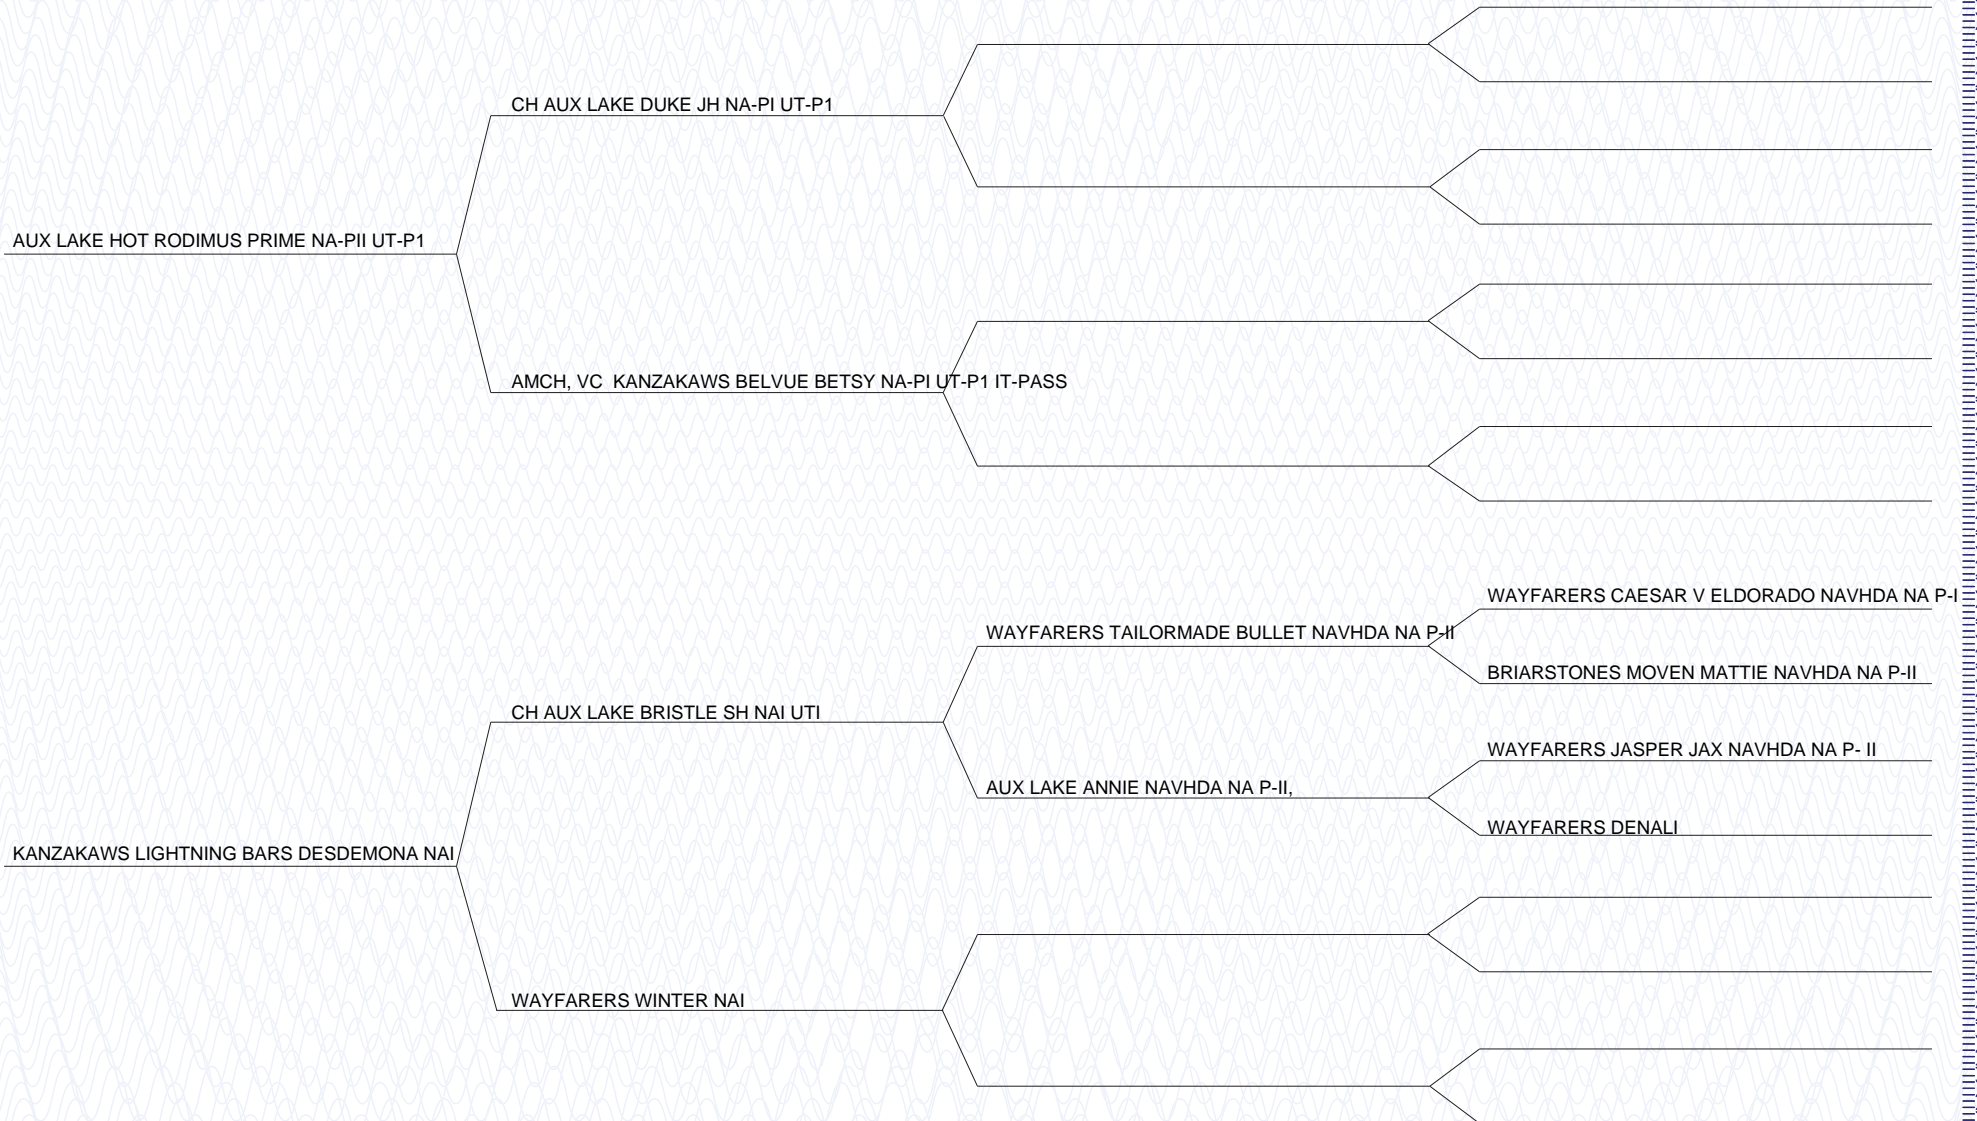 CH AUX LAKE DUKE JH NA-PI UT-P1
AUX LAKE HOT RODIMUS PRIME NA-PII UT-P1
AMCH, VC  KANZAKAWS BELVUE BETSY NA-PI UT-P1 IT-PASS
WAYFARERS CAESAR V ELDORADO NAVHDA NA P-I
WAYFARERS TAILORMADE BULLET NAVHDA NA P-II
BRIARSTONES MOVEN MATTIE NAVHDA NA P-II
CH AUX LAKE BRISTLE SH NAI UTI
WAYFARERS JASPER JAX NAVHDA NA P- II
AUX LAKE ANNIE NAVHDA NA P-II,
WAYFARERS DENALI
KANZAKAWS LIGHTNING BARS DESDEMONA NAI
WAYFARERS WINTER NAI